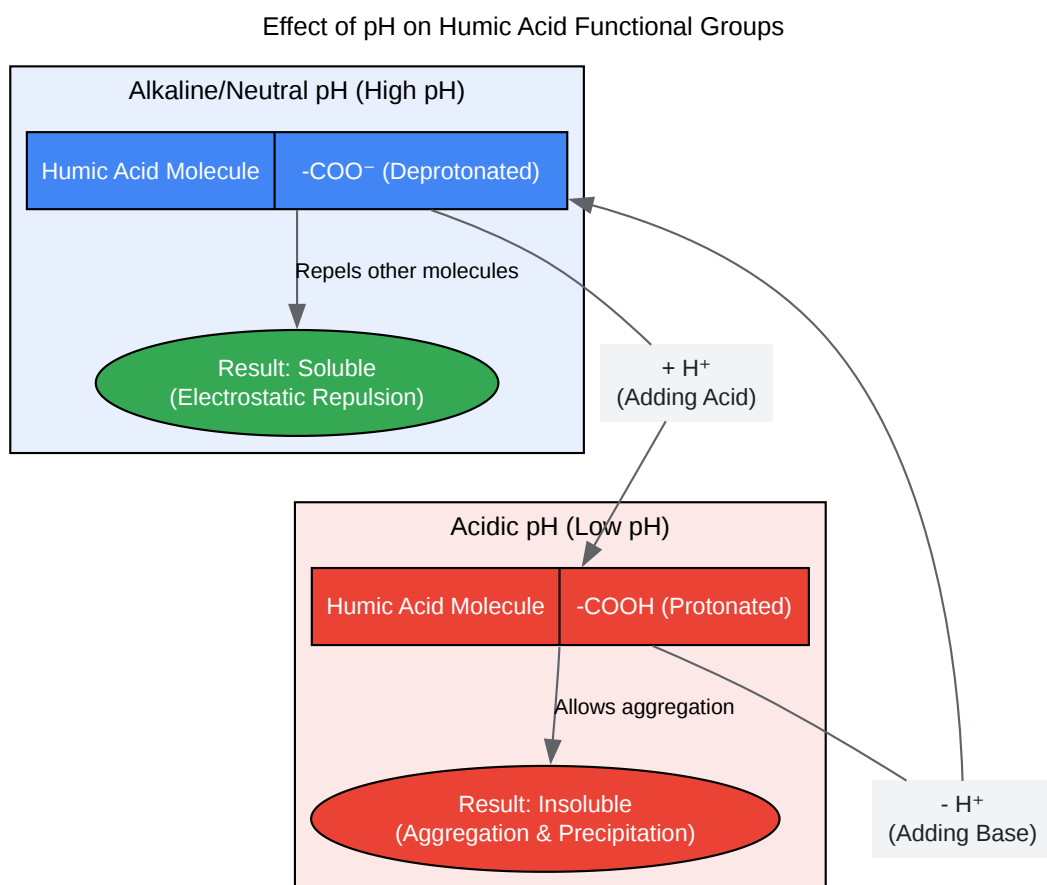 Effect of pH on Humic Acid Functional Groups
Alkaline/Neutral pH (High pH)
Humic Acid Molecule
-COO⁻ (Deprotonated)
Repels other molecules
Result: Soluble
(Electrostatic Repulsion)
+ H⁺
(Adding Acid)
Acidic pH (Low pH)
Humic Acid Molecule
-COOH (Protonated)
Allows aggregation
Result: Insoluble
(Aggregation & Precipitation)
- H⁺
(Adding Base)